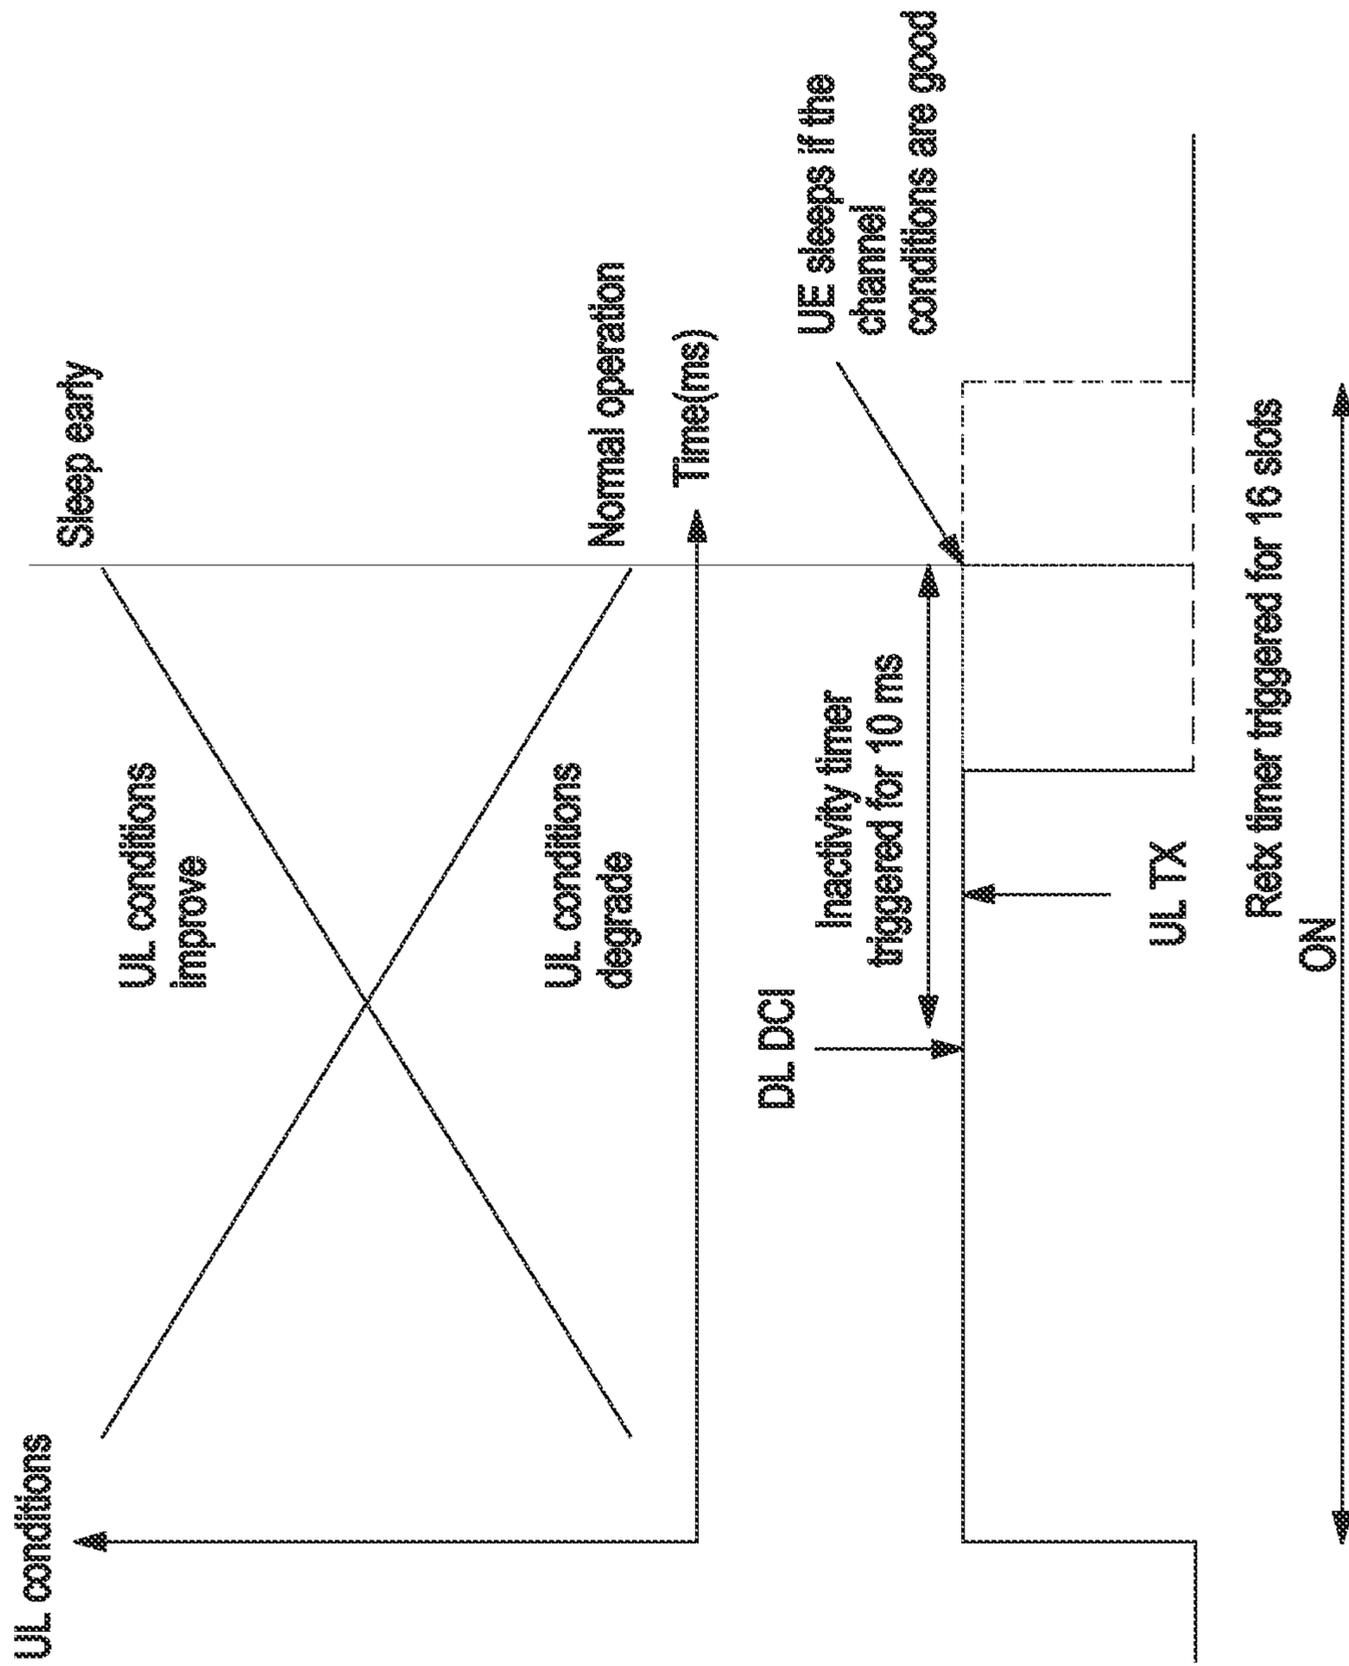 UL conditions
Sleep early
UL conditions
improve
UL conditions
degrade
Normal operation
Time(ms)
DL DCI
Inactivity timer
triggered for 10 ms
UE sleeps if the
channel
conditions are good
UL TX
Retx timer triggered for 16 slots
ON